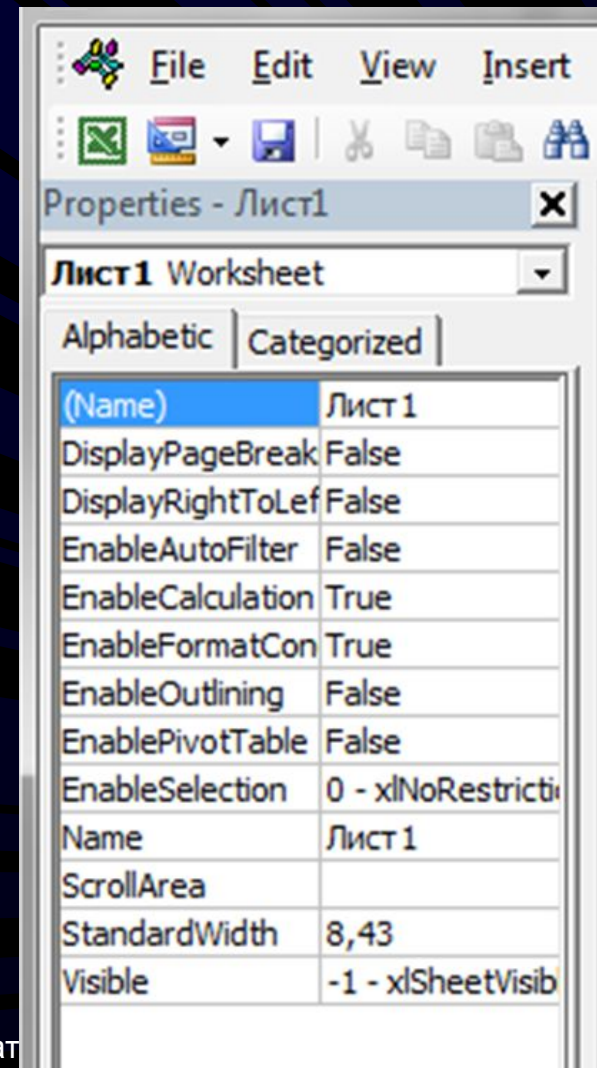 File Edit View Insert
Properties - Лист1
Лист1 Worksheet
Alphabetic Categorized
(Name) Лист1
DisplayPageBreak False
DisplayRightToLef False
EnableAutoFilter False
EnableCalculation True
EnableFormatCon True
EnableOutlining False
EnablePivotTable False
EnableSelection 0 - xlNoRestricti
Name Лист1
ScrollArea
StandardWidth 8,43
Visible -1 - xlSheetVisib
ат